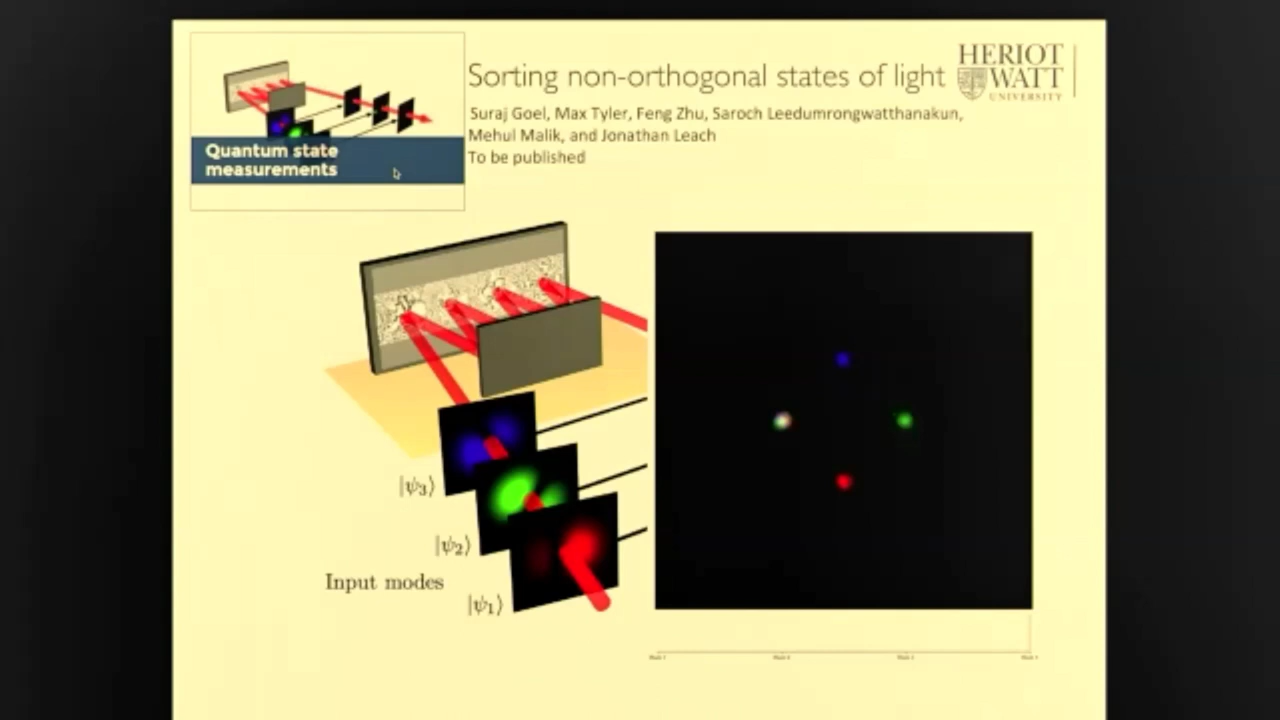 Sorting non-orthogonal states of light
HERIOT
WATT
UNIVERSITY
Suraj Goel, Max Tyler, Feng Zhu, Saroch Leedumrongwatthanakun,
Mehul Malik, and Jonathan Leach
To be published
Quantum state
measurements
|ψ3⟩
|ψ2⟩
Input modes
|ψ1⟩